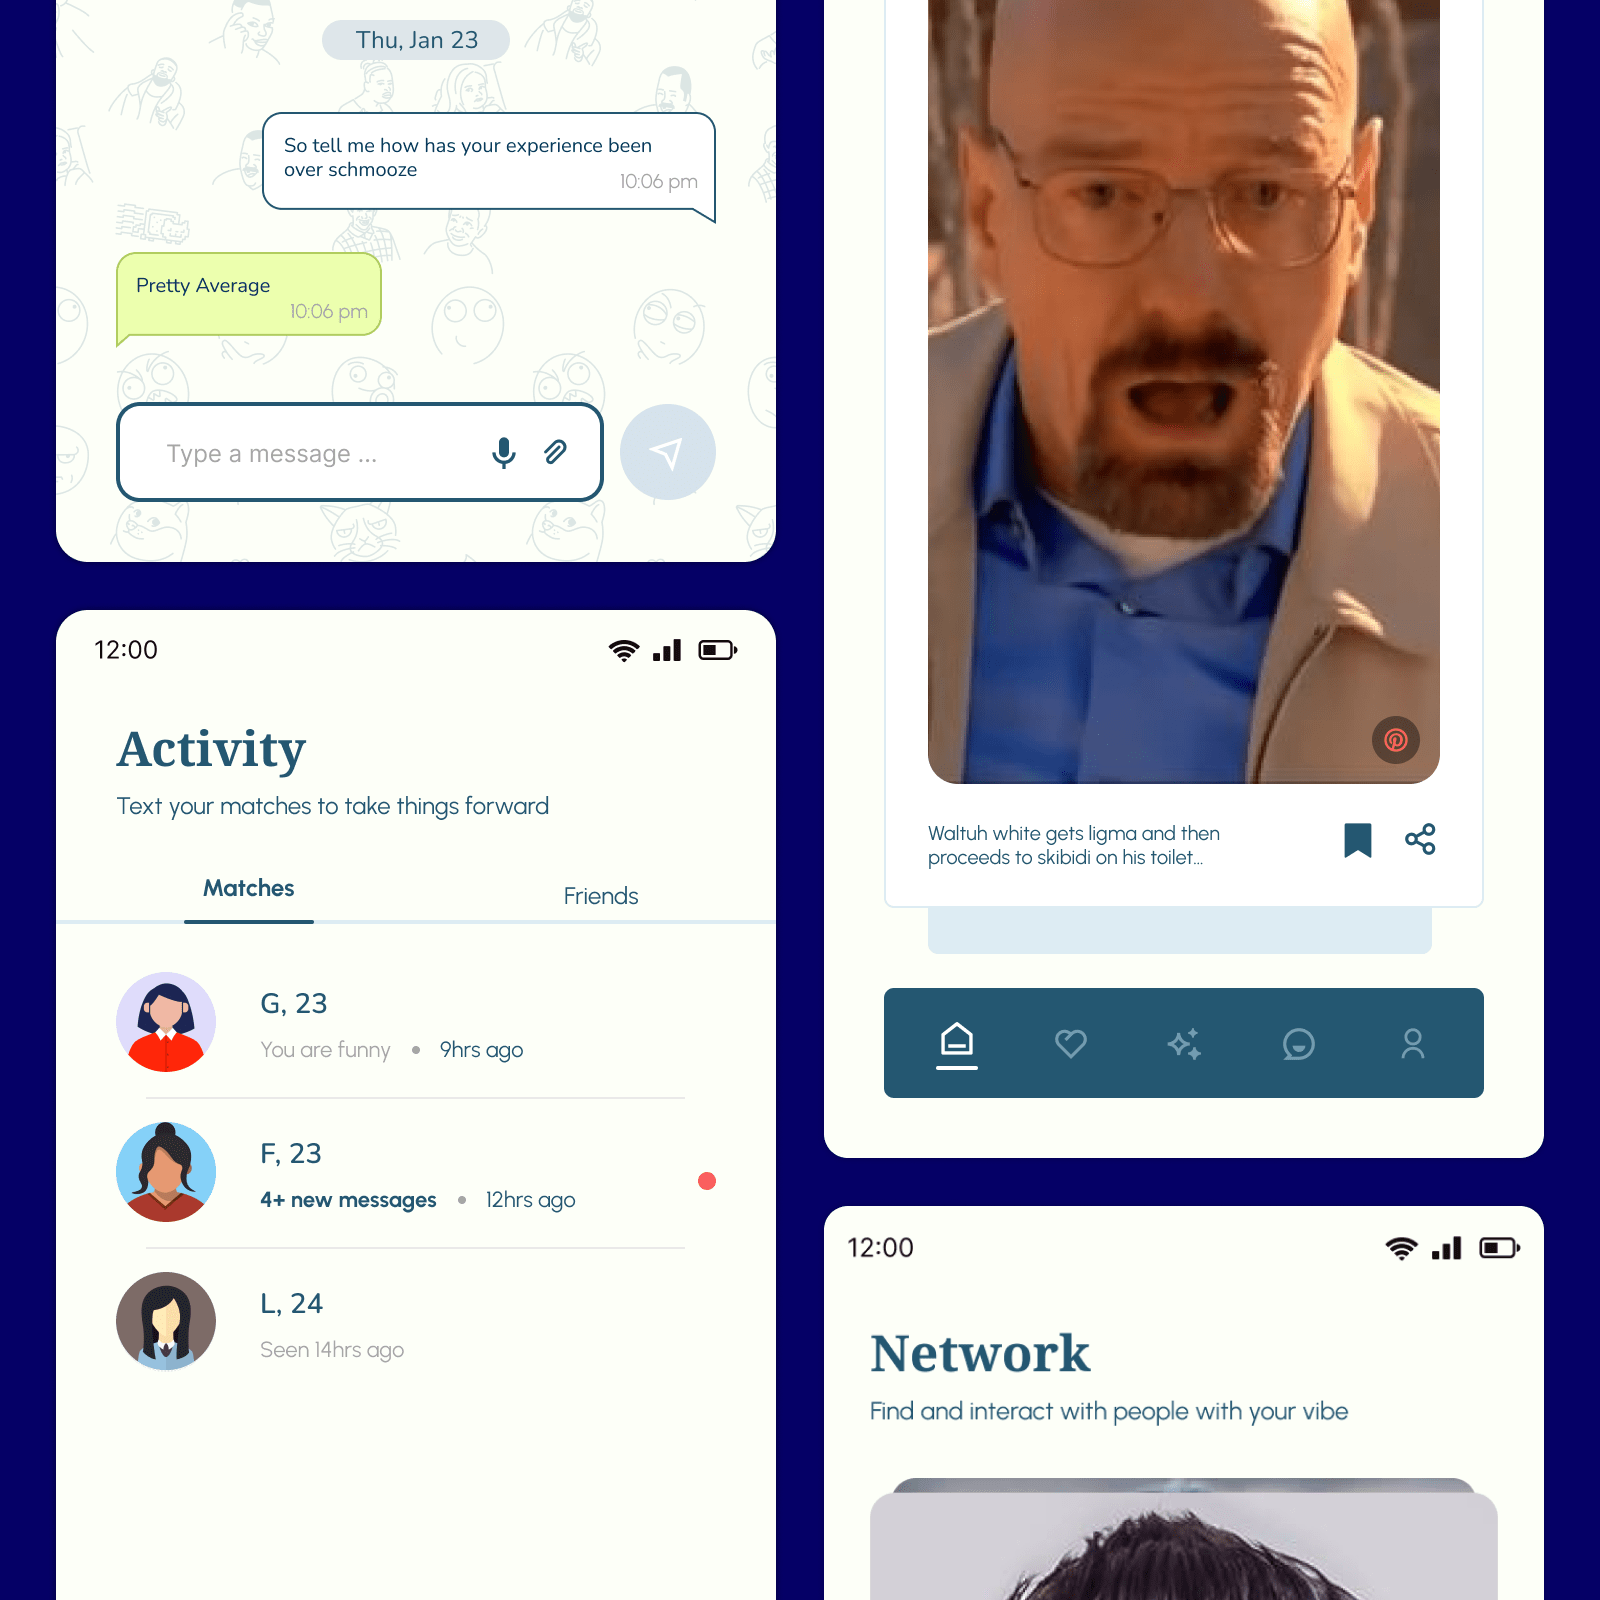 Thu, Jan 23
So tell me how has your experience been
over schmooze
10:06 pm
Pretty Average
10:06 pm
Type a message ...
12:00
Activity
Text your matches to take things forward
Matches
Friends
G, 23
You are funny • 9hrs ago
F, 23
4+ new messages • 12hrs ago
L, 24
Seen 14hrs ago
Waltuh white gets ligma and then
proceeds to skibidi on his toilet...
12:00
Network
Find and interact with people with your vibe